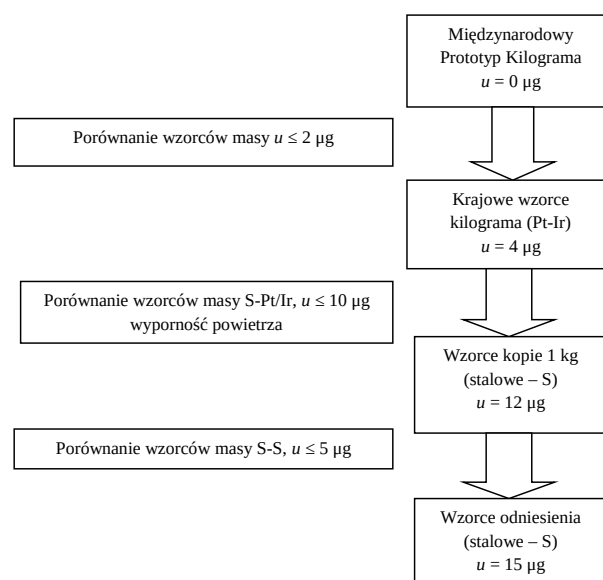 Międzynarodowy
Prototyp Kilograma
u = 0 μg
Porównanie wzorców masy u ≤ 2 μg
Krajowe wzorce
kilograma (Pt-Ir)
u = 4 μg
Porównanie wzorców masy S-Pt/Ir, u ≤ 10 μg
wyporność powietrza
Wzorce kopie 1 kg
(stalowe – S)
u = 12 μg
Porównanie wzorców masy S-S, u ≤ 5 μg
Wzorce odniesienia
(stalowe – S)
u = 15 μg